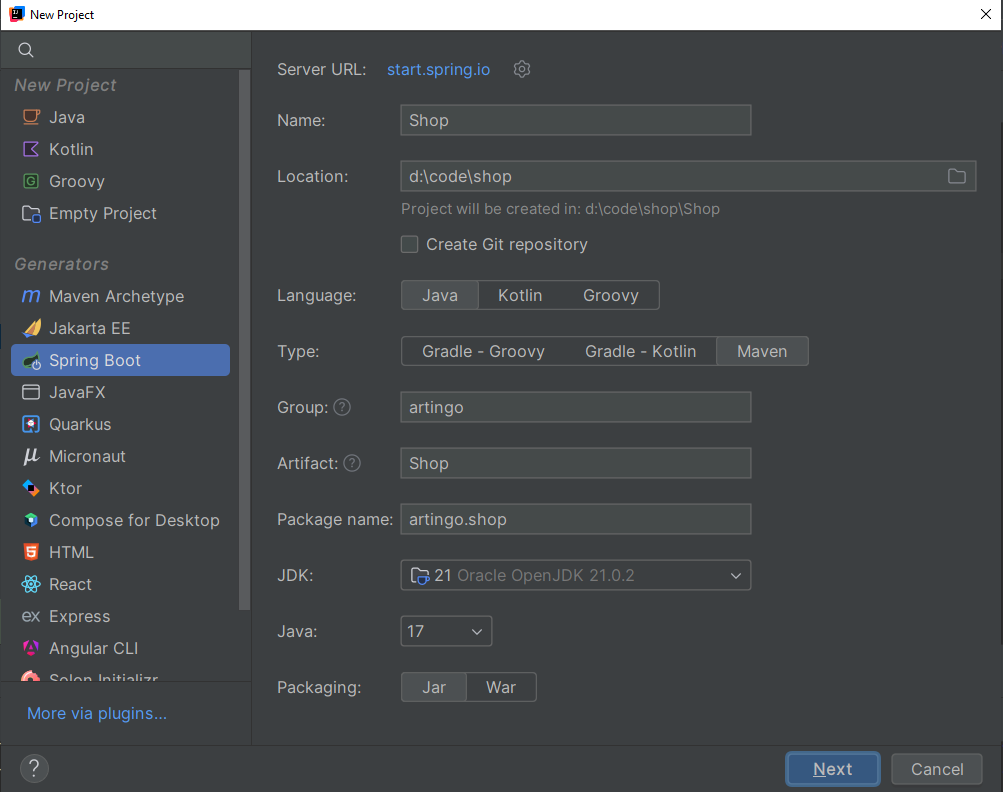 New Project
New Project
Java
Kotlin
Groovy
Empty Project
Generators
Maven Archetype
Jakarta EE
Spring Boot
JavaFX
Quarkus
Micronaut
Ktor
Compose for Desktop
HTML
React
Express
Angular CLI
Solon Initializr
More via plugins...
Server URL: start.spring.io
Name: Shop
Location: d:\code\shop
Project will be created in: d:\code\shop\Shop
Create Git repository
Language: Java Kotlin Groovy
Type: Gradle - Groovy Gradle - Kotlin Maven
Group: ? artingo
Artifact: ? Shop
Package name: artingo.shop
JDK: 21 Oracle OpenJDK 21.0.2
Java: 17
Packaging: Jar War
? Next Cancel